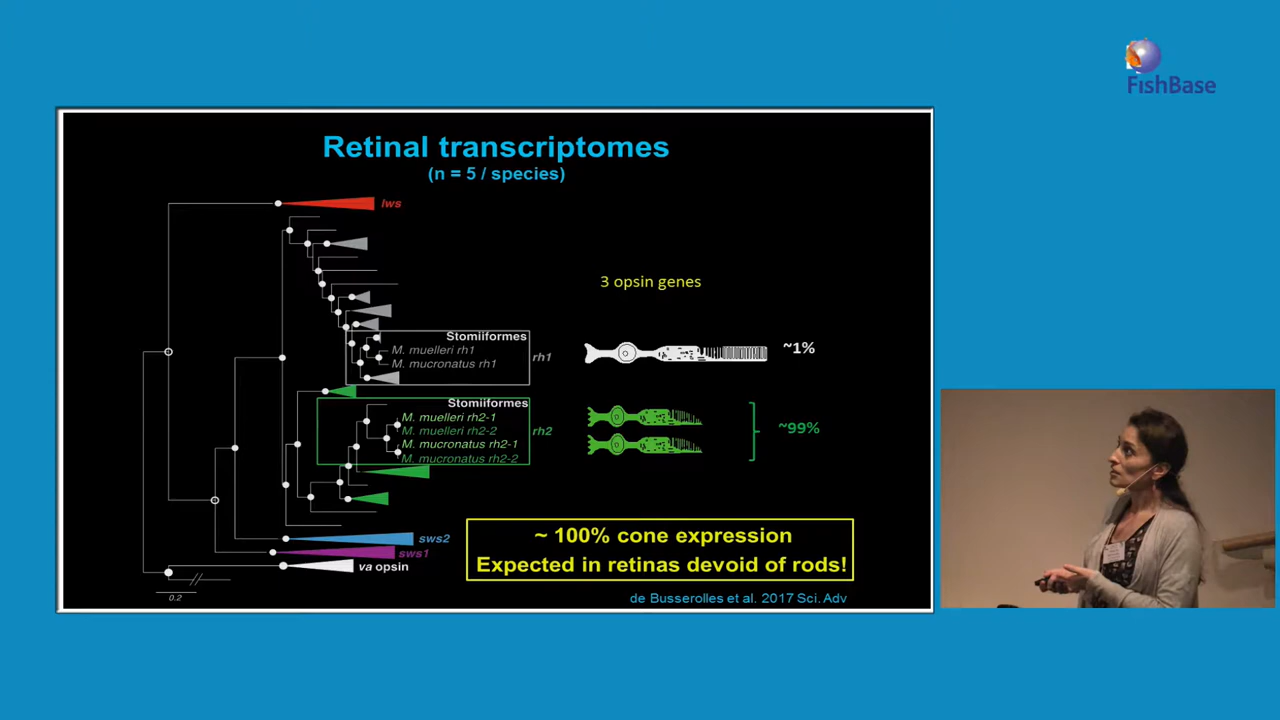 FishBase
Retinal transcriptomes
(n = 5 / species)
lws
3 opsin genes
Stomiiformes
M. muelleri rh1
M. mucronatus rh1
rh1
~1%
Stomiiformes
M. muelleri rh2-1
M. muelleri rh2-2
M. mucronatus rh2-1
M. mucronatus rh2-2
rh2
~99%
sws2
sws1
va opsin
0.2
~ 100% cone expression
Expected in retinas devoid of rods!
de Busserolles et al. 2017 Sci. Adv